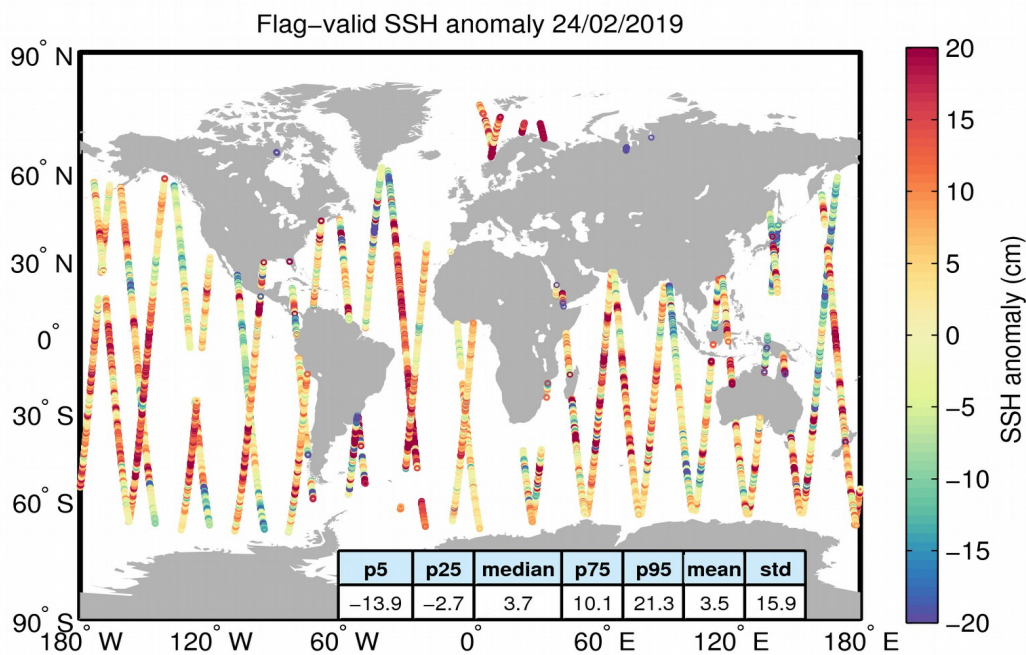 Flag−valid SSH anomaly 24/02/2019
90° N
60° N
30° N
0°
30° S
60° S
90° S
180° W
120° W
60° W
0°
60° E
120° E
180° E
p5 p25 median p75 p95 mean std
−13.9 −2.7 3.7 10.1 21.3 3.5 15.9
20
15
10
5
0
−5
−10
−15
−20
SSH anomaly (cm)